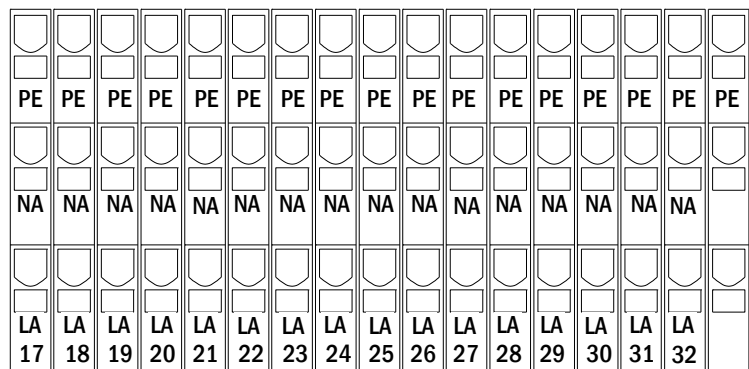 PE PE PE PE PE PE PE PE PE PE PE PE PE PE PE PE PE
NA NA NA NA NA NA NA NA NA NA NA NA NA NA NA NA
LA LA LA LA LA LA LA LA LA LA LA LA LA LA LA LA
17 18 19 20 21 22 23 24 25 26 27 28 29 30 31 32